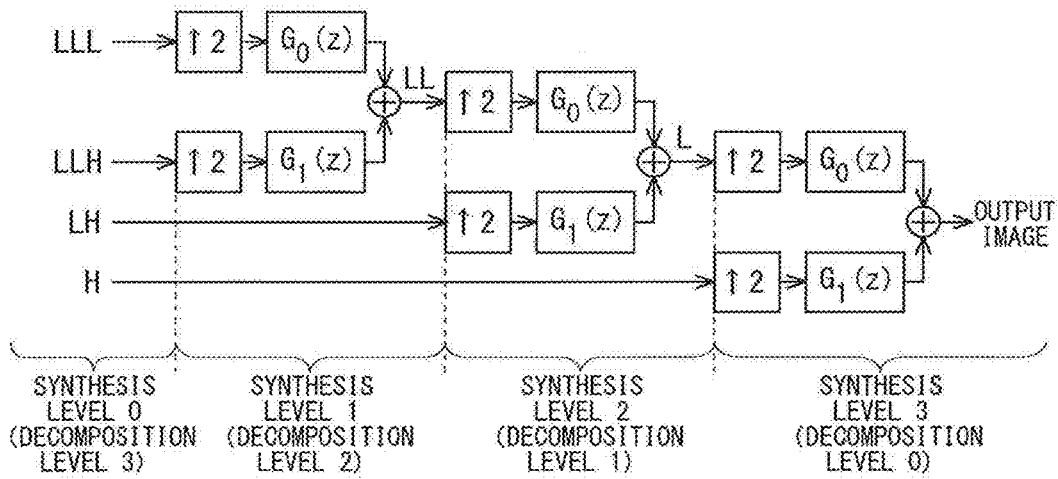 LLL
↑2
G₀(z)
LL
↑2
G₀(z)
LLH
↑2
G₁(z)
L
↑2
G₀(z)
LH
↑2
G₁(z)
OUTPUT
IMAGE
H
↑2
G₁(z)
SYNTHESIS
LEVEL 0
(DECOMPOSITION
LEVEL 3)
SYNTHESIS
LEVEL 1
(DECOMPOSITION
LEVEL 2)
SYNTHESIS
LEVEL 2
(DECOMPOSITION
LEVEL 1)
SYNTHESIS
LEVEL 3
(DECOMPOSITION
LEVEL 0)